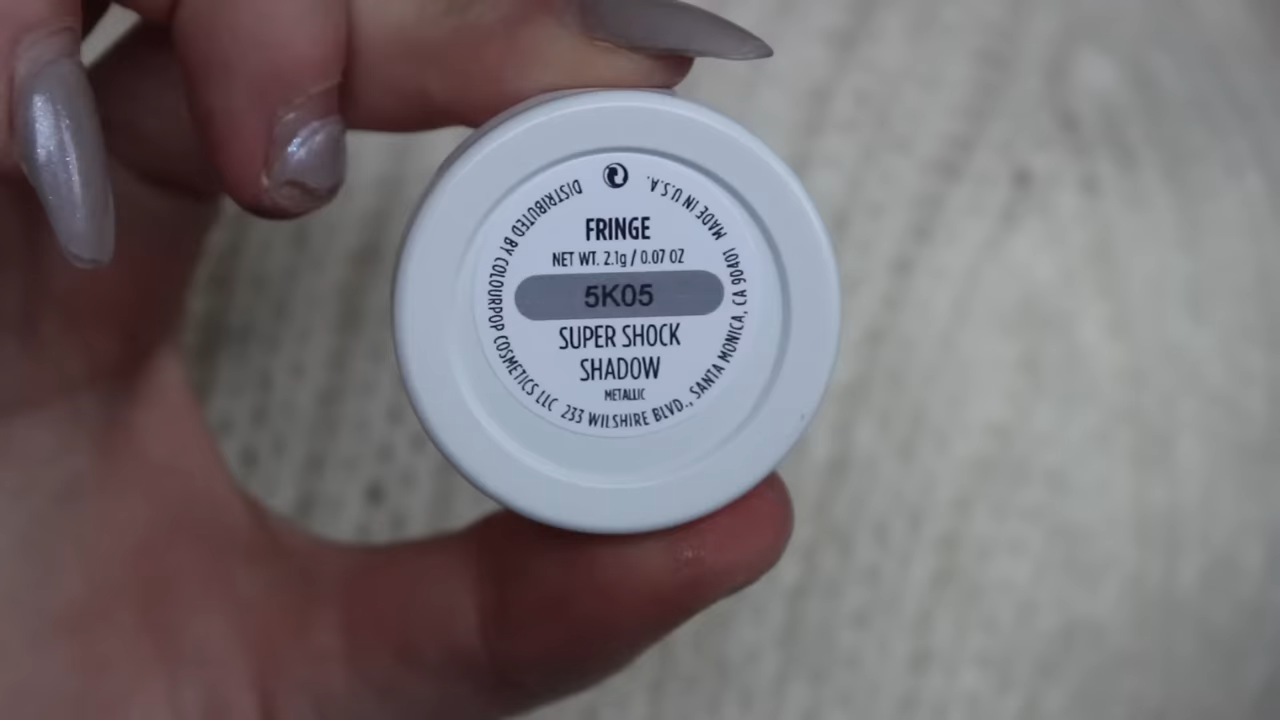 FRINGE
NET WT. 2.1g / 0.07 OZ
5K05
SUPER SHOCK
SHADOW
METALLIC
DISTRIBUTED BY COLOURPOP COSMETICS LLC 233 WILSHIRE BLVD., SANTA MONICA, CA 90401 MADE IN U.S.A.